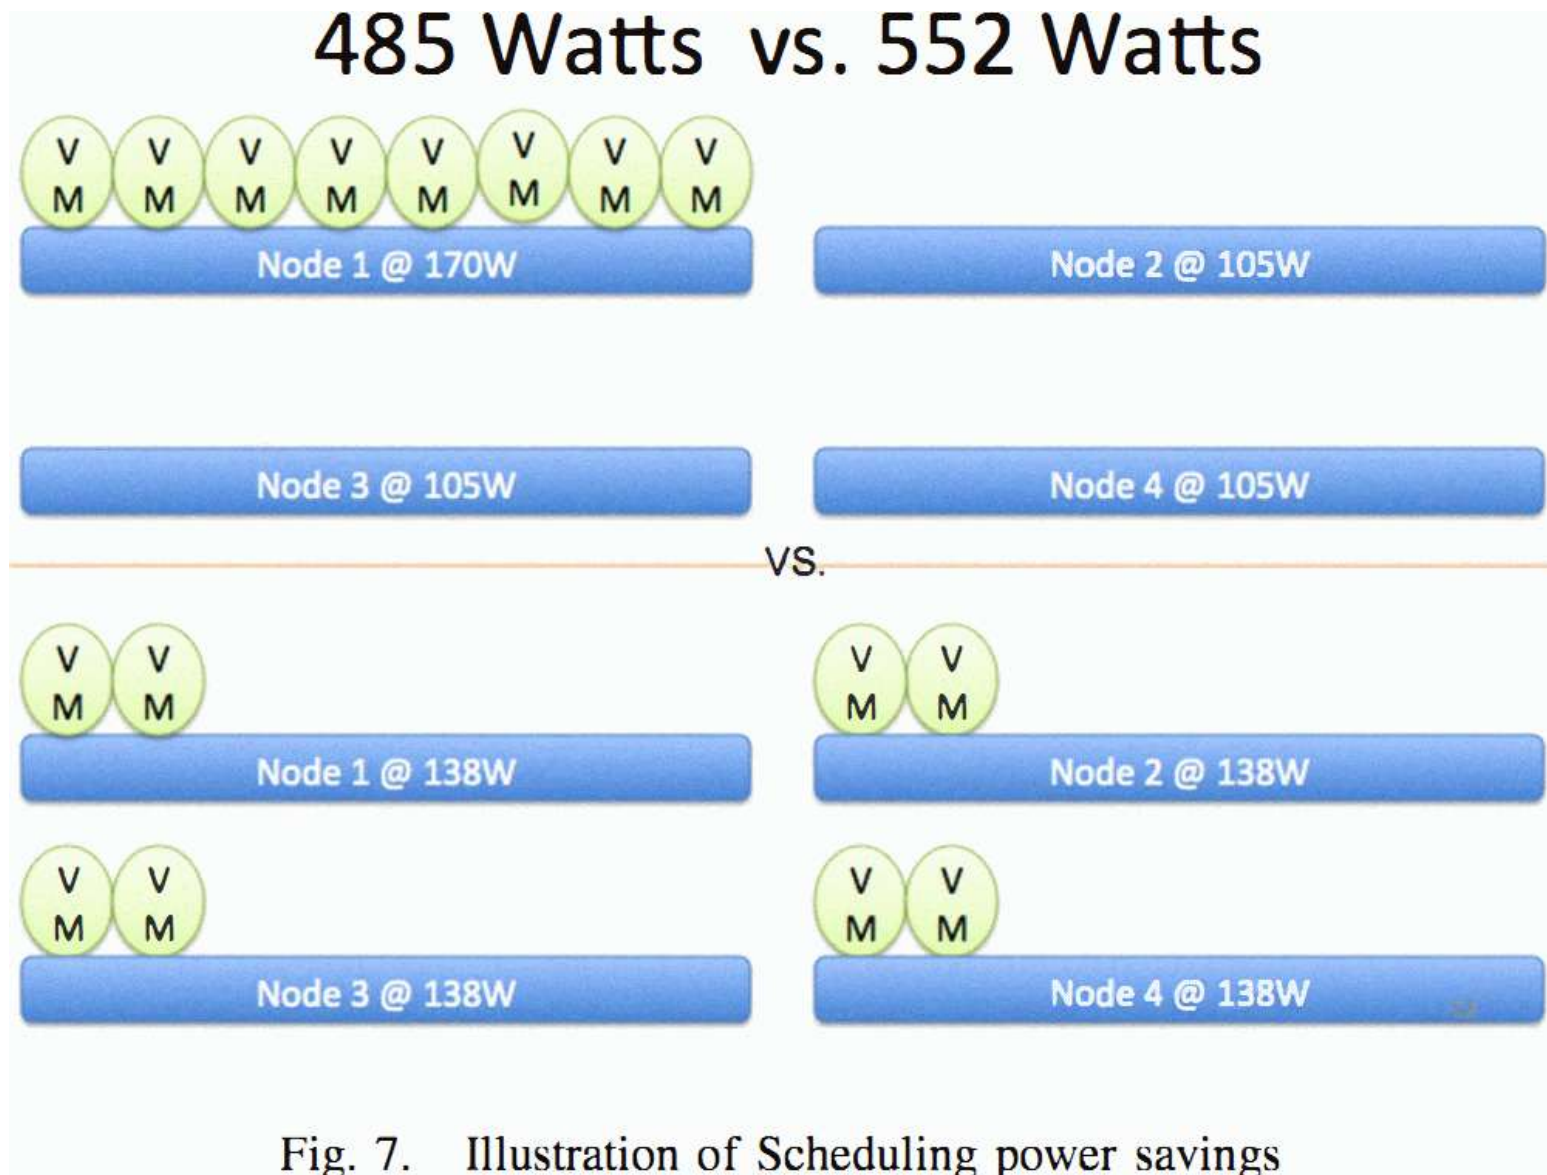 485 Watts vs. 552 Watts
V V V V V V V V
M M M M M M M M
Node 1 @ 170W Node 2 @ 105W
Node 3 @ 105W Node 4 @ 105W
vs.
V V V V
M M M M
Node 1 @ 138W Node 2 @ 138W
V V V V
M M M M
Node 3 @ 138W Node 4 @ 138W
Fig. 7. Illustration of Scheduling power savings